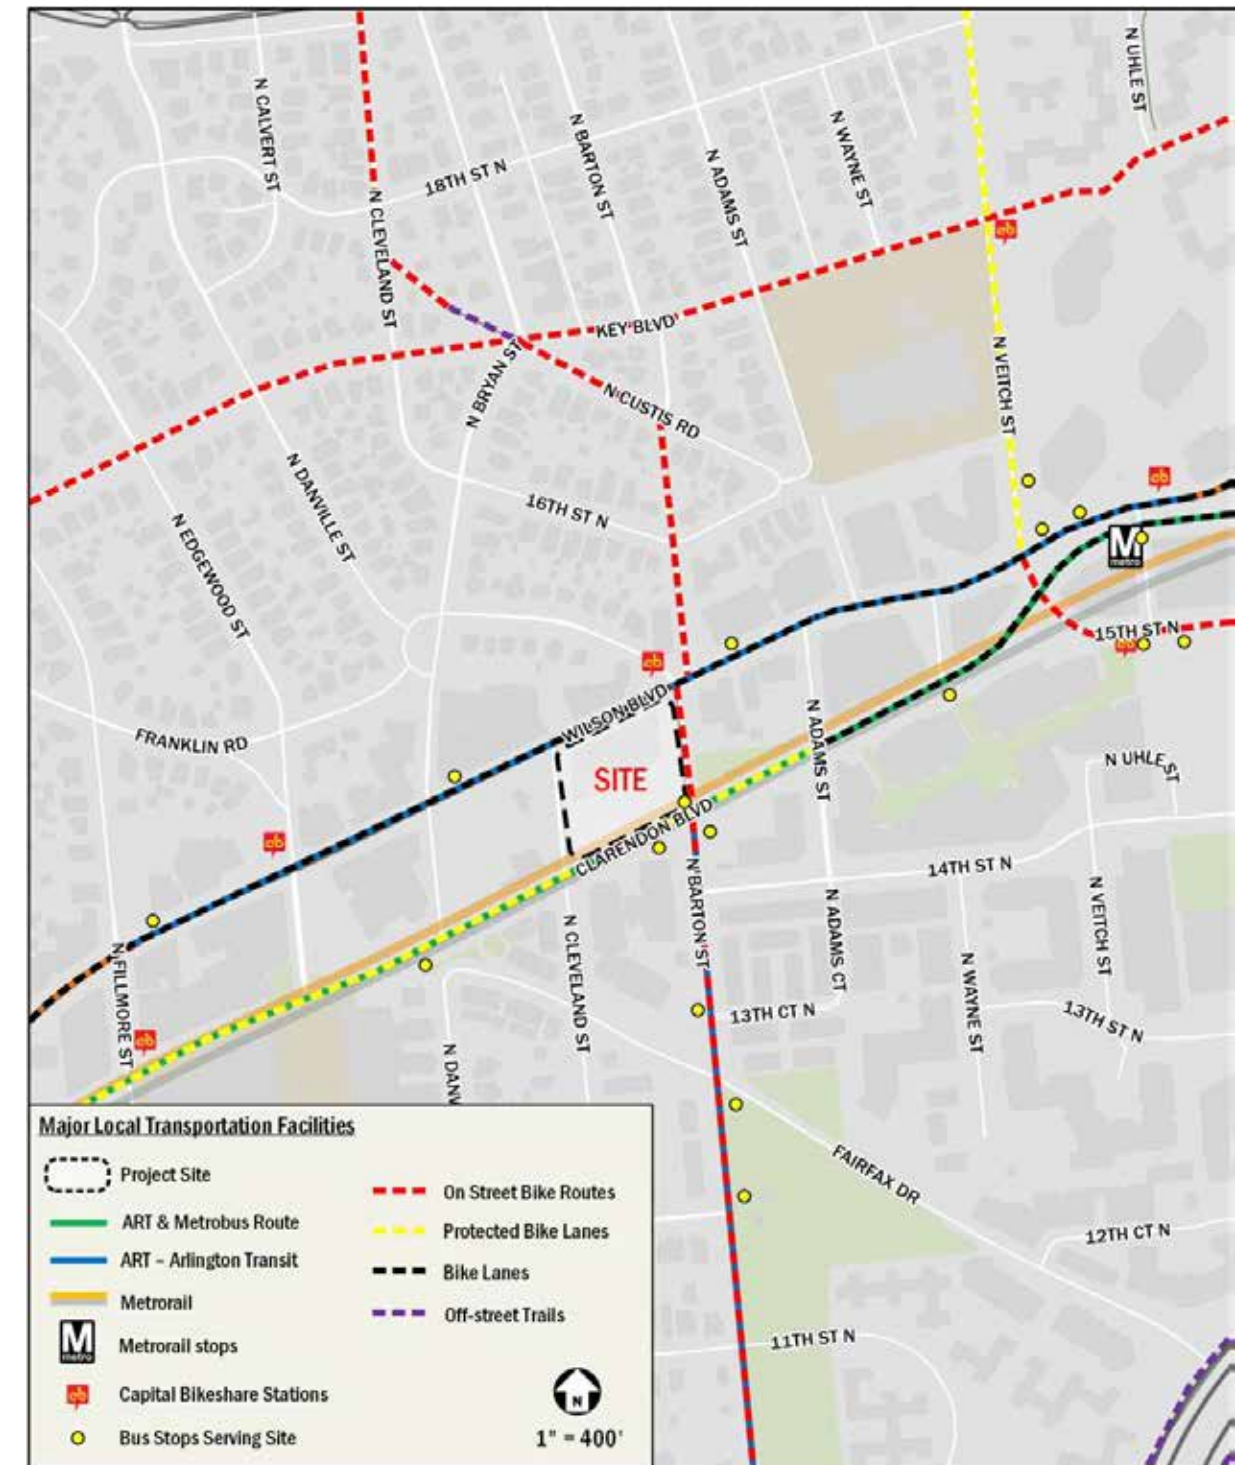 N CALVERT ST
N CLEVELAND ST
18TH ST N
N BARTON ST
N ADAMS ST
N WAYNE ST
N UHLE ST
KEY BLVD
N BRYAN ST
N CUSTIS RD
N VEITCH ST
N DANVILLE ST
N EDGEWOOD ST
16TH ST N
M
metro
15TH ST N
FRANKLIN RD
WILSON BLVD
SITE
CLARENDON BLVD
N ADAMS ST
N UHLE ST
14TH ST N
N BARTON ST
N CLEVELAND ST
N ADAMS CT
N VEITCH ST
N FILLMORE ST
N WAYNE ST
13TH CT N
13TH ST N
N DANV
FAIRFAX DR
12TH CT N
11TH ST N
Major Local Transportation Facilities
Project Site
ART & Metrobus Route
ART – Arlington Transit
Metrorail
M
metro
Metrorail stops
cb
Capital Bikeshare Stations
Bus Stops Serving Site
On Street Bike Routes
Protected Bike Lanes
Bike Lanes
Off-street Trails
N
1" = 400'